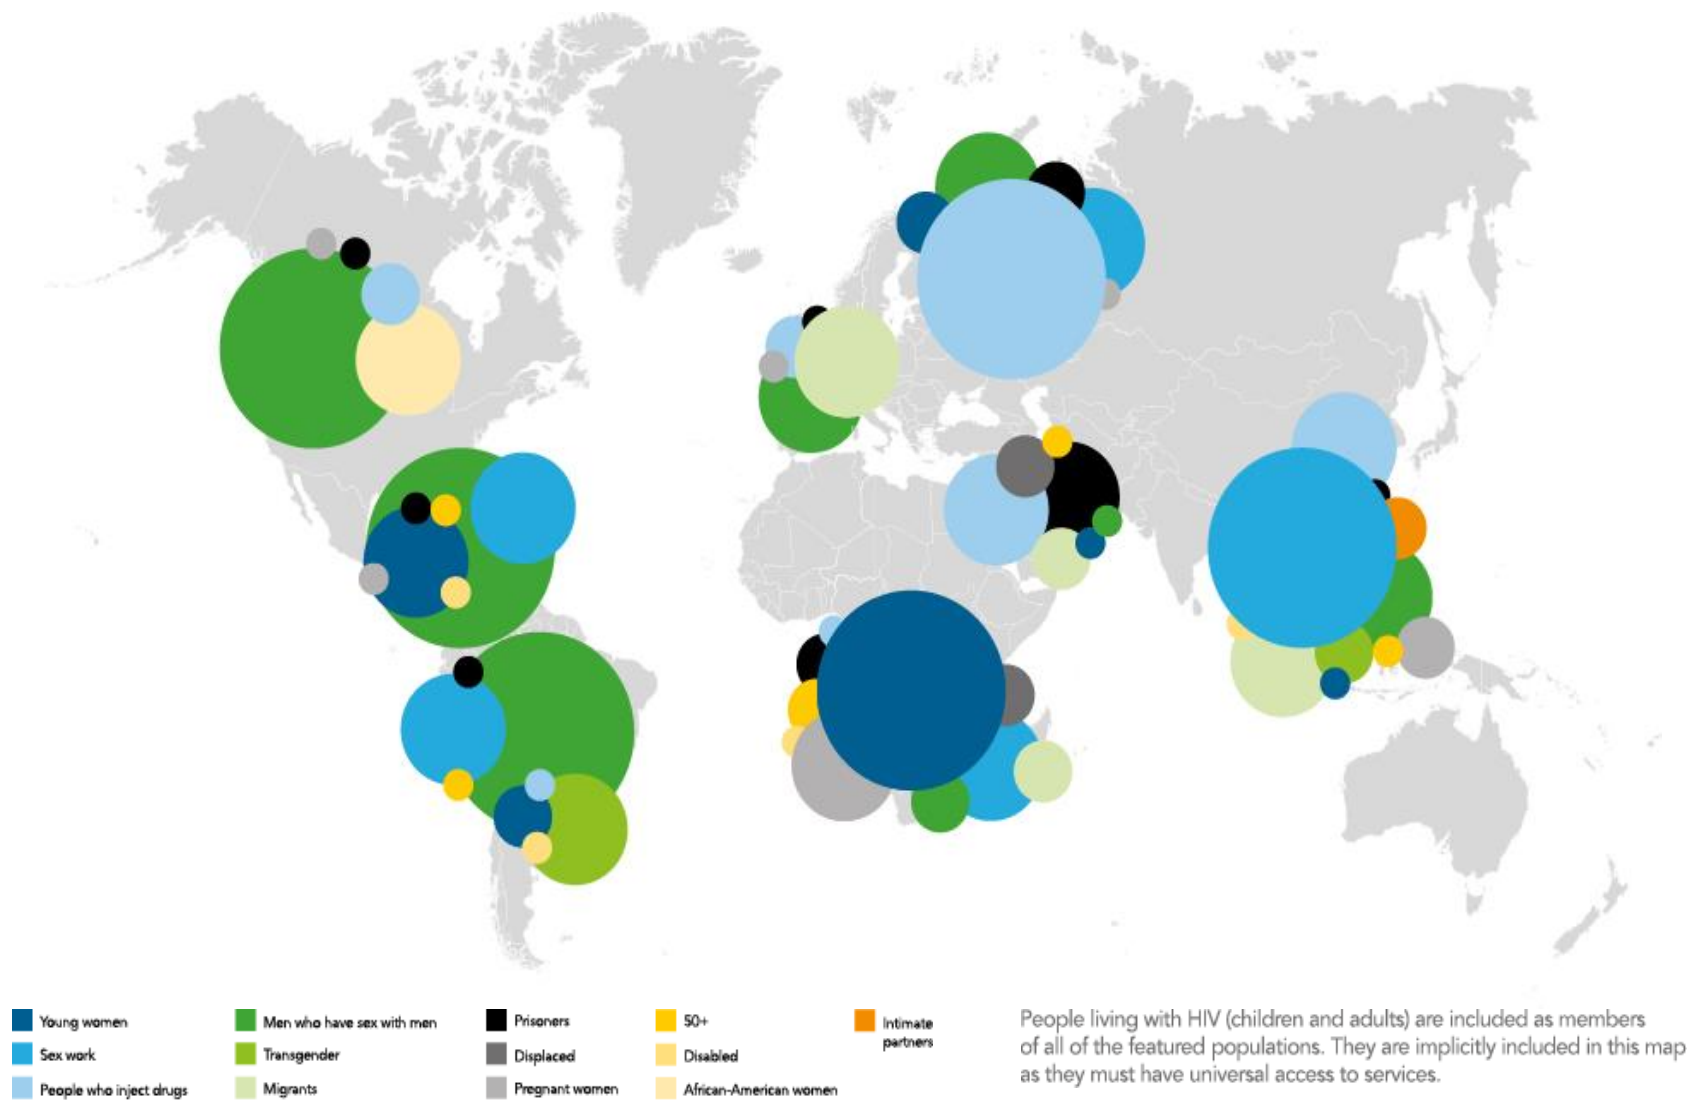 Young women
Sex work
People who inject drugs
Men who have sex with men
Transgender
Migrants
Prisoners
Displaced
Pregnant women
50+
Disabled
African-American women
Intimate
partners
People living with HIV (children and adults) are included as members
of all of the featured populations. They are implicitly included in this map
as they must have universal access to services.